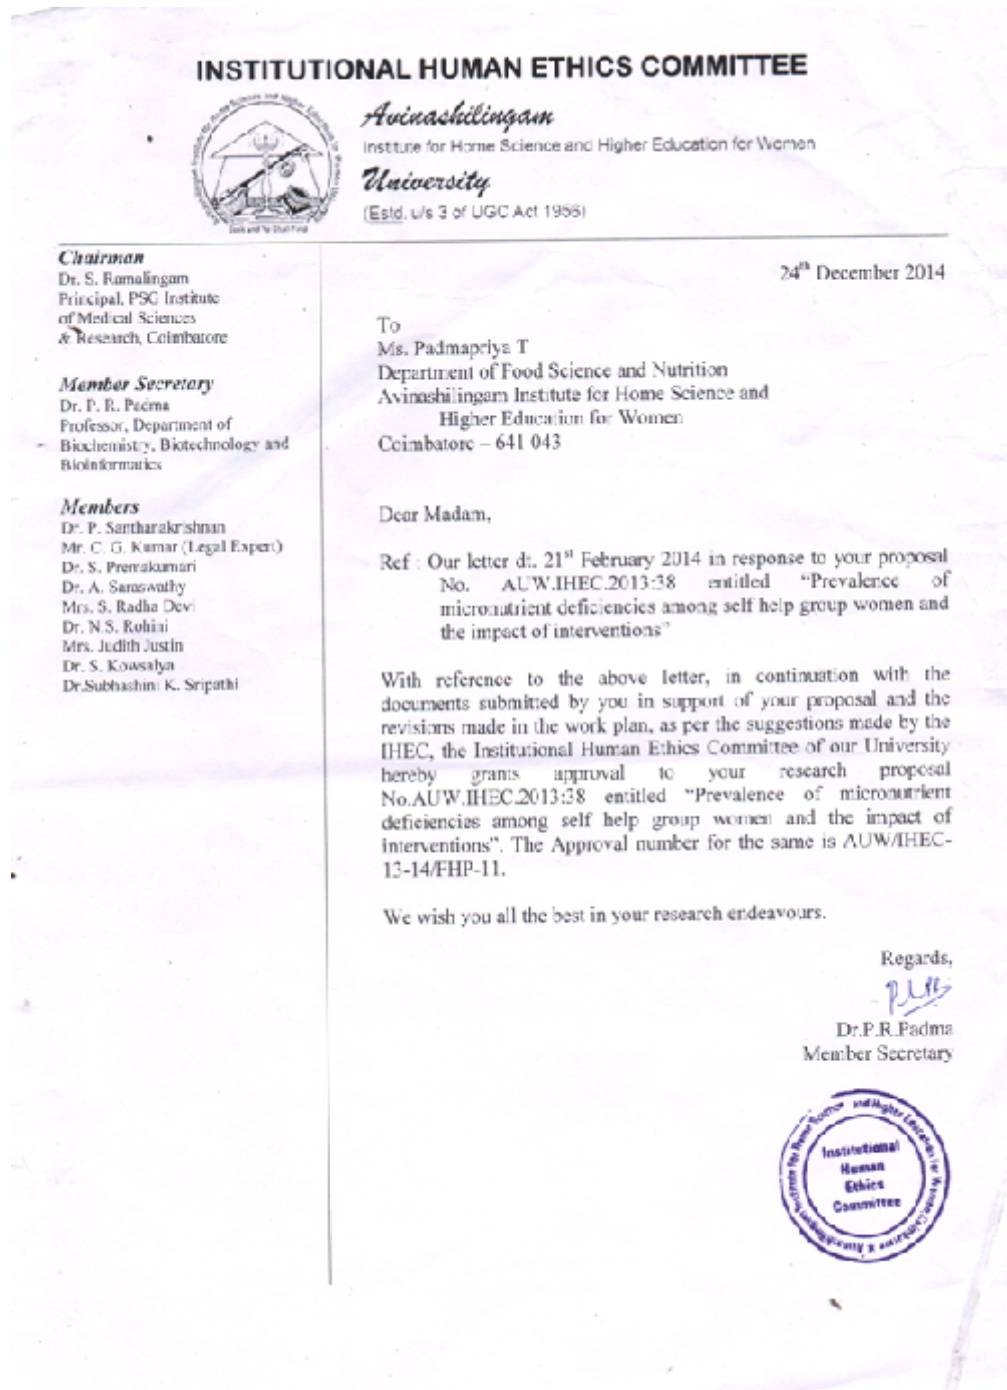 INSTITUTIONAL HUMAN ETHICS COMMITTEE
Avinashilingam
Institute for Home Science and Higher Education for Women
University
(Estd. u/s 3 of UGC Act 1956)
Chairman
Dr. S. Ramalingam
Principal, PSG Institute
of Medical Sciences
& Research, Coimbatore
Member Secretary
Dr. P. R. Padma
Professor, Department of
Biochemistry, Biotechnology and
Bioinformatics
Members
Dr. P. Santharakrishnan
Mr. C. G. Kumar (Legal Expert)
Dr. S. Premakumari
Dr. A. Saraswathy
Mrs. S. Radha Devi
Dr. N.S. Rohini
Mrs. Judith Justin
Dr. S. Kowsalya
Dr.Subhashini K. Sripathi
24th December 2014
To
Ms. Padmapriya T
Department of Food Science and Nutrition
Avinashilingam Institute for Home Science and
Higher Education for Women
Coimbatore – 641 043
Dear Madam,
Ref : Our letter dt. 21st February 2014 in response to your proposal
No. AUW.IHEC.2013:38 entitled “Prevalence of
micronutrient deficiencies among self help group women and
the impact of interventions”
With reference to the above letter, in continuation with the
documents submitted by you in support of your proposal and the
revisions made in the work plan, as per the suggestions made by the
IHEC, the Institutional Human Ethics Committee of our University
hereby grants approval to your research proposal
No.AUW.IHEC.2013:38 entitled “Prevalence of micronutrient
deficiencies among self help group women and the impact of
interventions”. The Approval number for the same is AUW/IHEC-
13-14/FHP-11.
We wish you all the best in your research endeavours.
Regards,
Dr.P.R.Padma
Member Secretary
Institutional
Human
Ethics
Committee